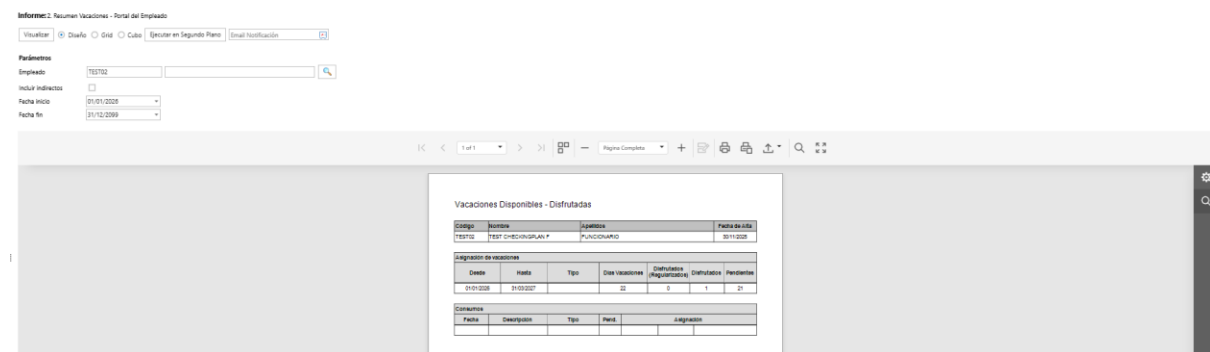 Informe: 2. Resumen Vacaciones - Portal del Empleado
Visualizar Diseño Grid Cubo Ejecutar en Segundo Plano Email Notificación
Parámetros
Empleado TEST02
Incluir Indirectos
Fecha Inicio 01/01/2026
Fecha fin 31/12/2099
1 of 1 Página Completa
Vacaciones Disponibles - Disfrutadas
Código Nombre Apellidos Fecha de Alta
TEST02 TEST CHECKINGPLAN F FUNCIONARIO 30/11/2025
Asignación de vacaciones
Desde Hasta Tipo Días Vacaciones Disfrutados (Regularizados) Disfrutados Pendientes
01/01/2026 31/03/2027 22 0 1 21
Consumos
Fecha Descripción Tipo Pend. Asignación